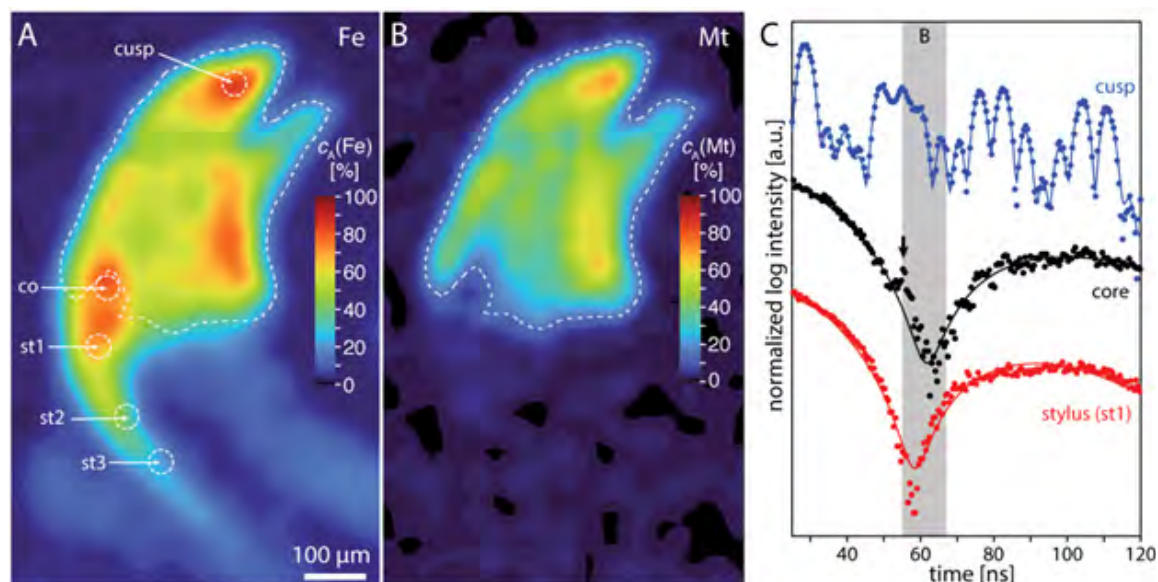 A
Fe
cusp
c_A(Fe)
[%]
100
80
60
40
20
0
co
st1
st2
st3
100 µm
B
Mt
c_A(Mt)
[%]
100
80
60
40
20
0
C
B
cusp
core
stylus (st1)
normalized log intensity [a.u.]
40 60 80 100 120
time [ns]